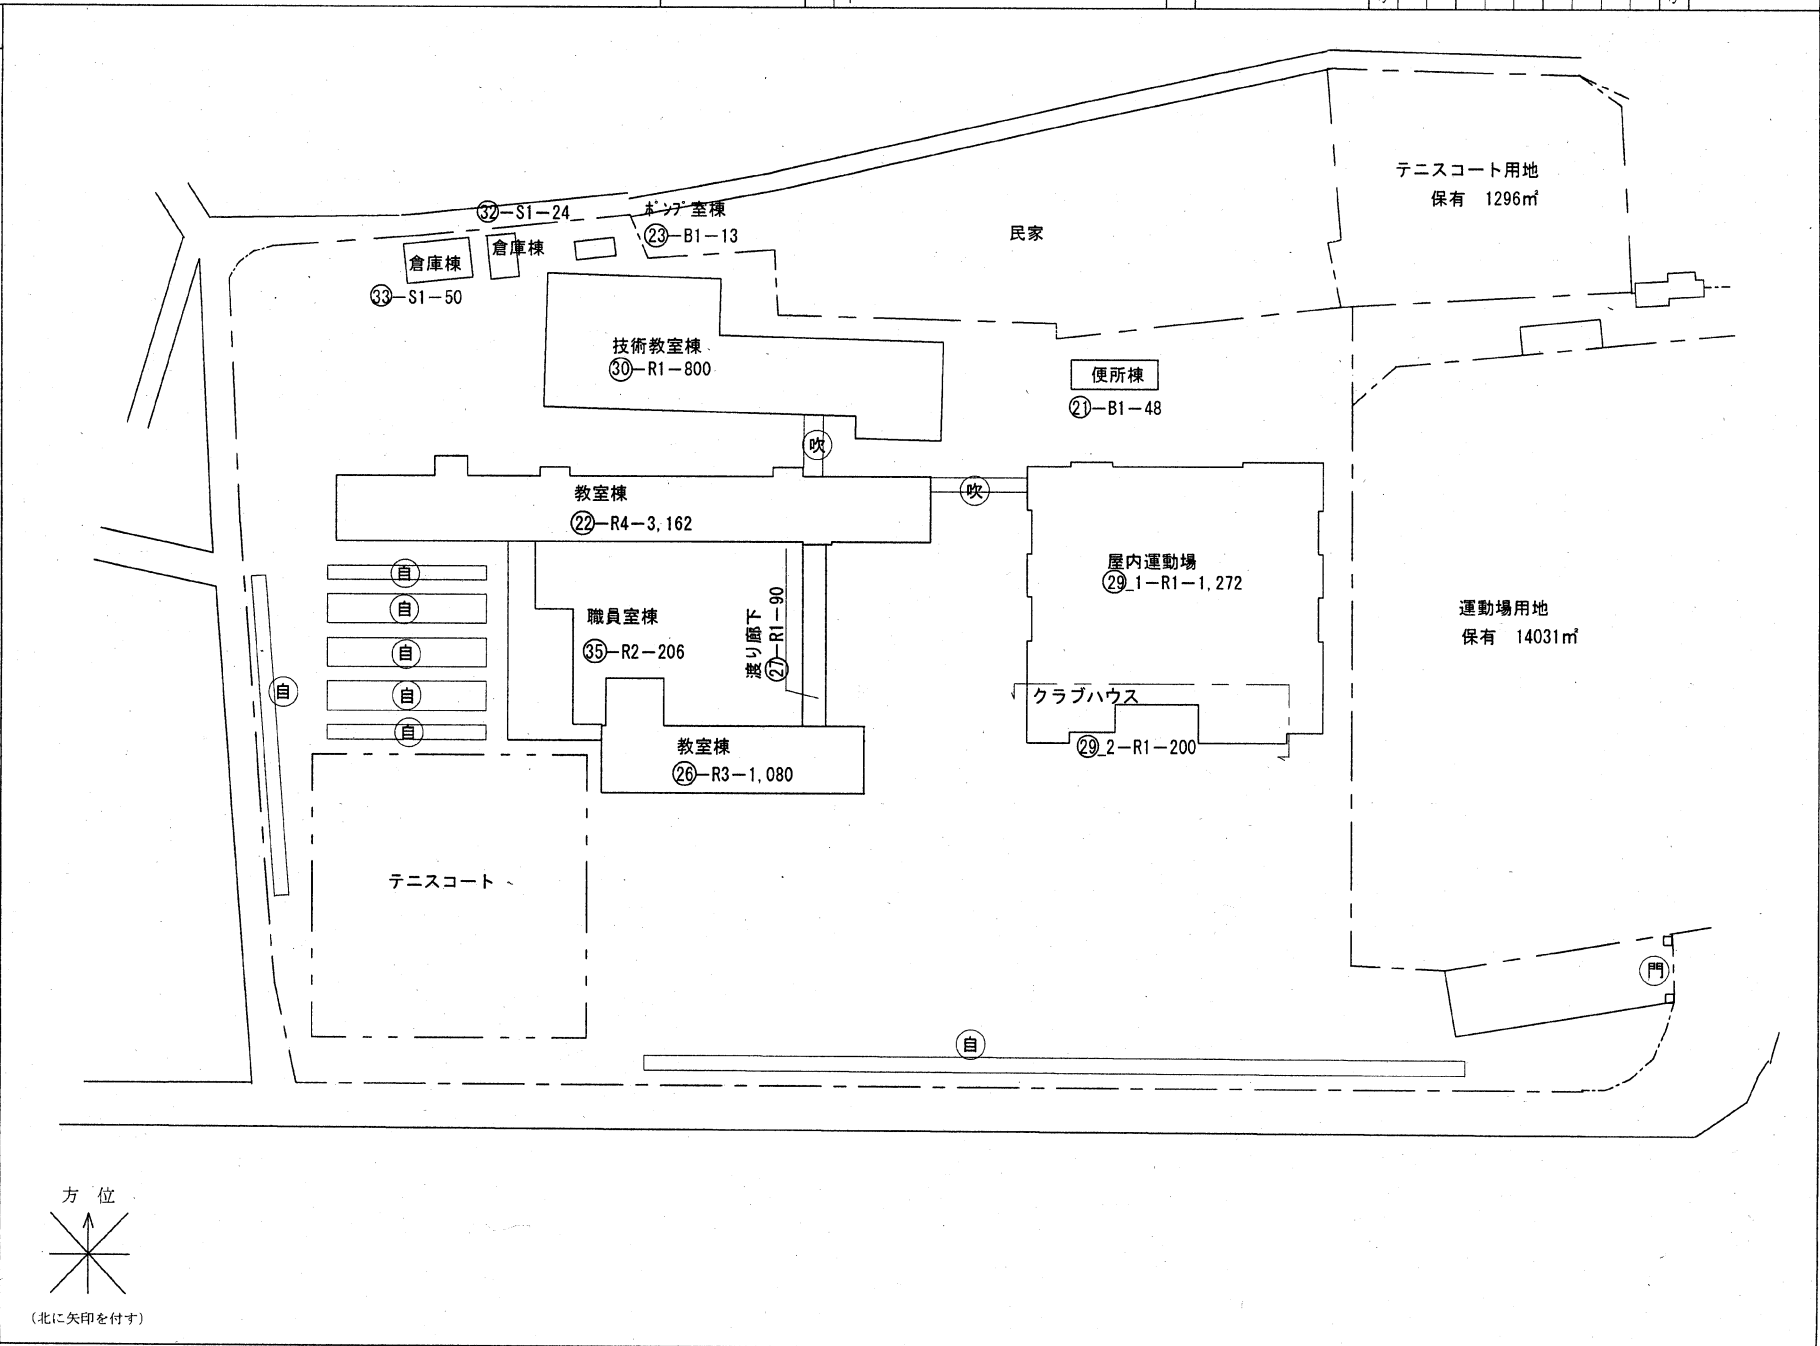 テニスコート用地
保有 1296㎡
㉜-S1-24
ポンプ室棟
㉓-B1-13
民家
倉庫棟
倉庫棟
㉝-S1-50
技術教室棟
㉚-R1-800
便所棟
㉑-B1-48
吹
吹
教室棟
㉒-R4-3,162
屋内運動場
㉙_1-R1-1,272
自
自
自
自
自
自
職員室棟
㉟-R2-206
渡り廊下
㉗-R1-90
運動場用地
保有 14031㎡
クラブハウス
㉙_2-R1-200
教室棟
㉖-R3-1,080
テニスコート
門
自
方 位
(北に矢印を付す)